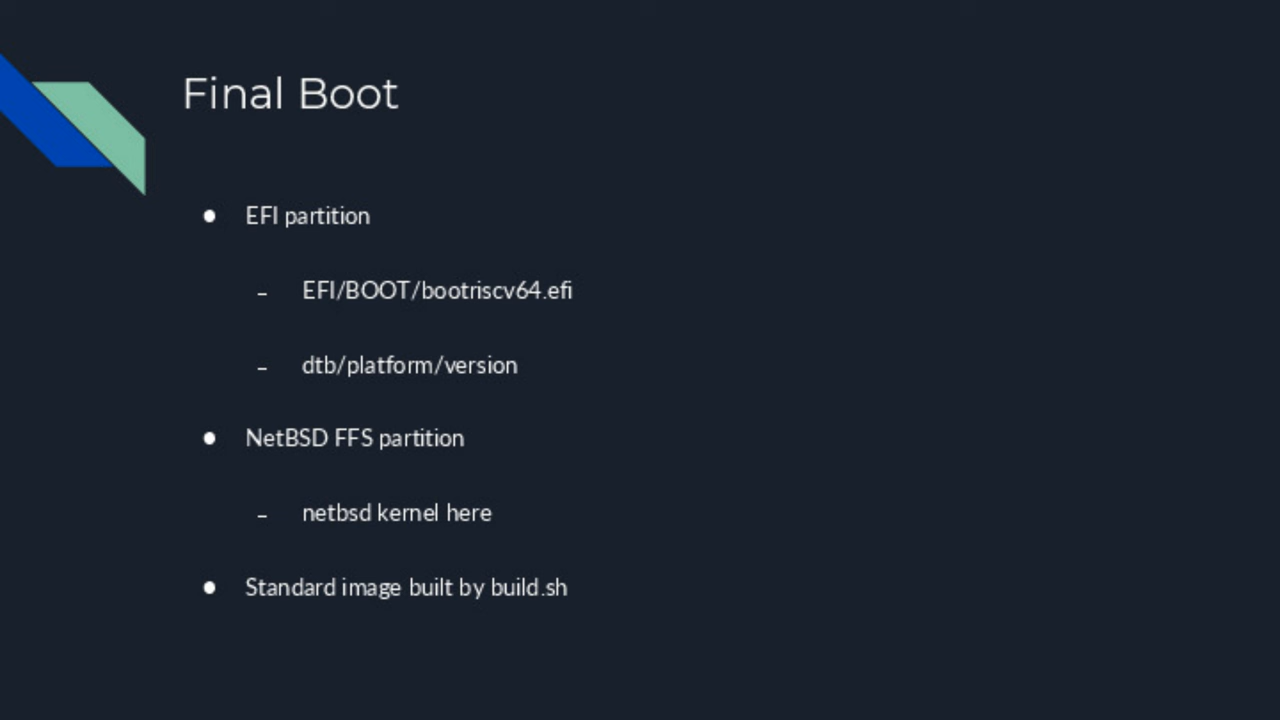 Final Boot
● EFI partition
– EFI/BOOT/bootriscv64.efi
– dtb/platform/version
● NetBSD FFS partition
– netbsd kernel here
● Standard image built by build.sh